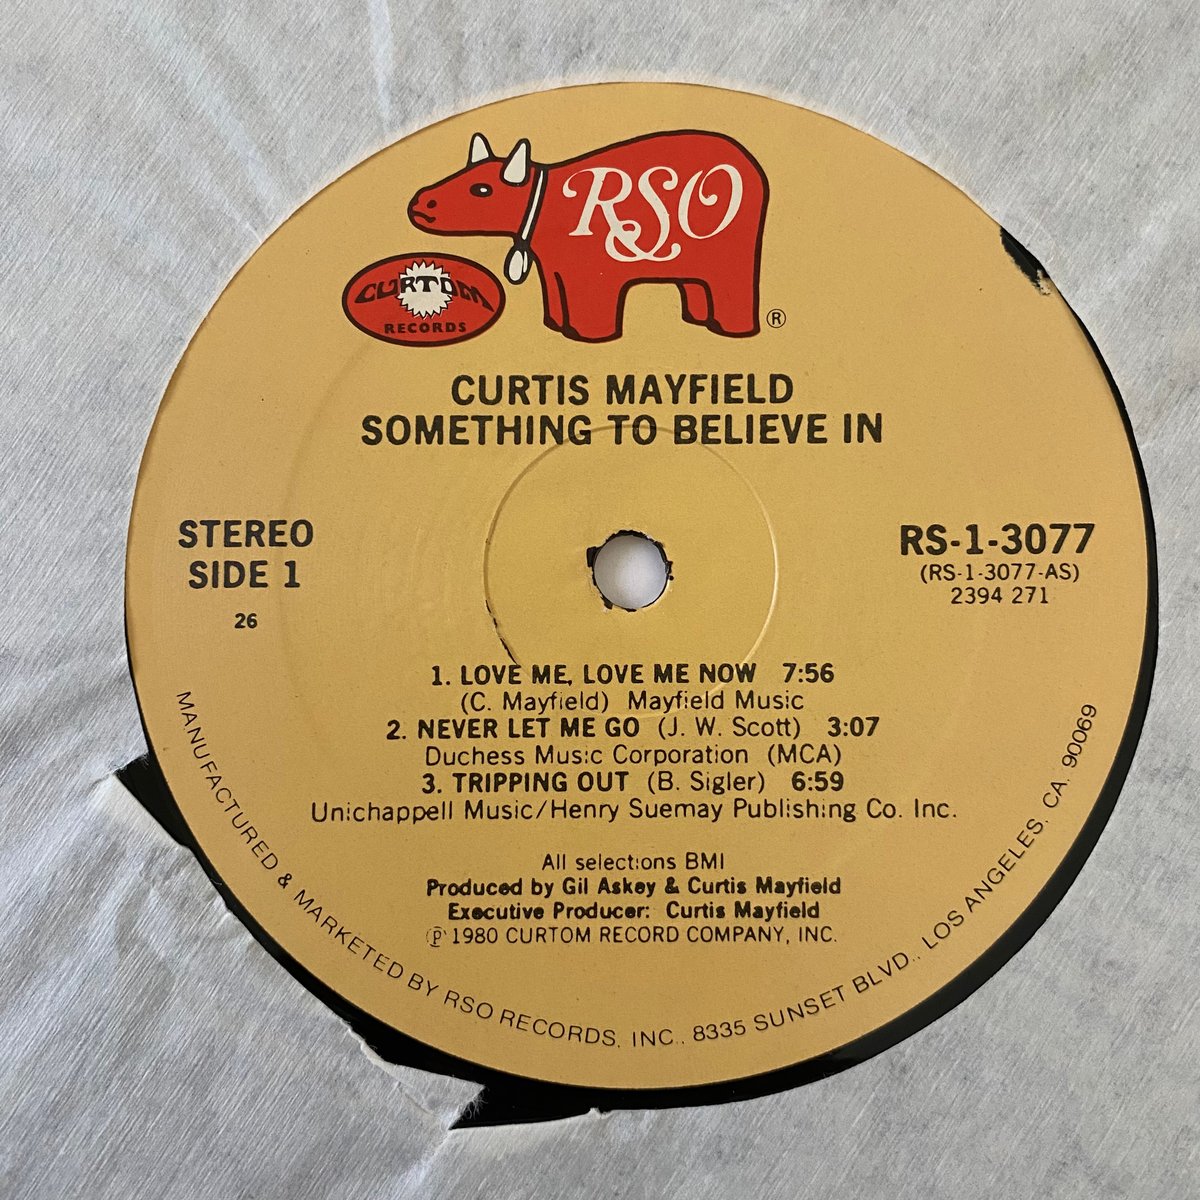 RSO
®
CURTOM
RECORDS
CURTIS MAYFIELD
SOMETHING TO BELIEVE IN
STEREO
SIDE 1
26
RS-1-3077
(RS-1-3077-AS)
2394 271
1. LOVE ME, LOVE ME NOW 7:56
(C. Mayfield) Mayfield Music
2. NEVER LET ME GO (J. W. Scott) 3:07
Duchess Music Corporation (MCA)
3. TRIPPING OUT (B. Sigler) 6:59
Unichappell Music/Henry Suemay Publishing Co. Inc.
All selections BMI
Produced by Gil Askey & Curtis Mayfield
Executive Producer: Curtis Mayfield
℗ 1980 CURTOM RECORD COMPANY, INC.
MANUFACTURED & MARKETED BY RSO RECORDS, INC., 8335 SUNSET BLVD., LOS ANGELES, CA. 90069